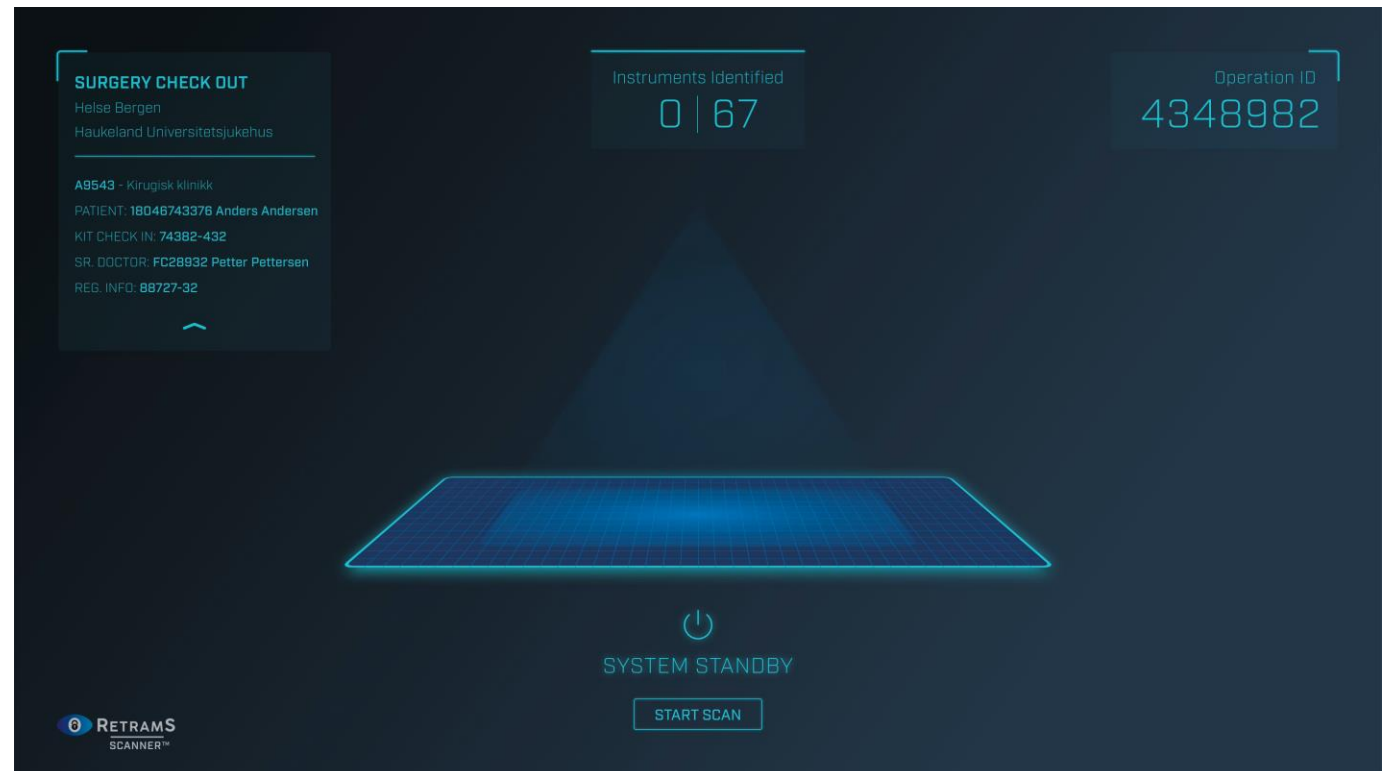 SURGERY CHECK OUT
Helse Bergen
Haukeland Universitetsjukehus
A9543 - Kirugisk klinikk
PATIENT: 18046743376 Anders Andersen
KIT CHECK IN: 74382-432
SR. DOCTOR: FC28932 Petter Pettersen
REG. INFO: 88727-32
Instruments Identified
0 | 67
Operation ID
4348982
SYSTEM STANDBY
START SCAN
RETRAMS
SCANNER™